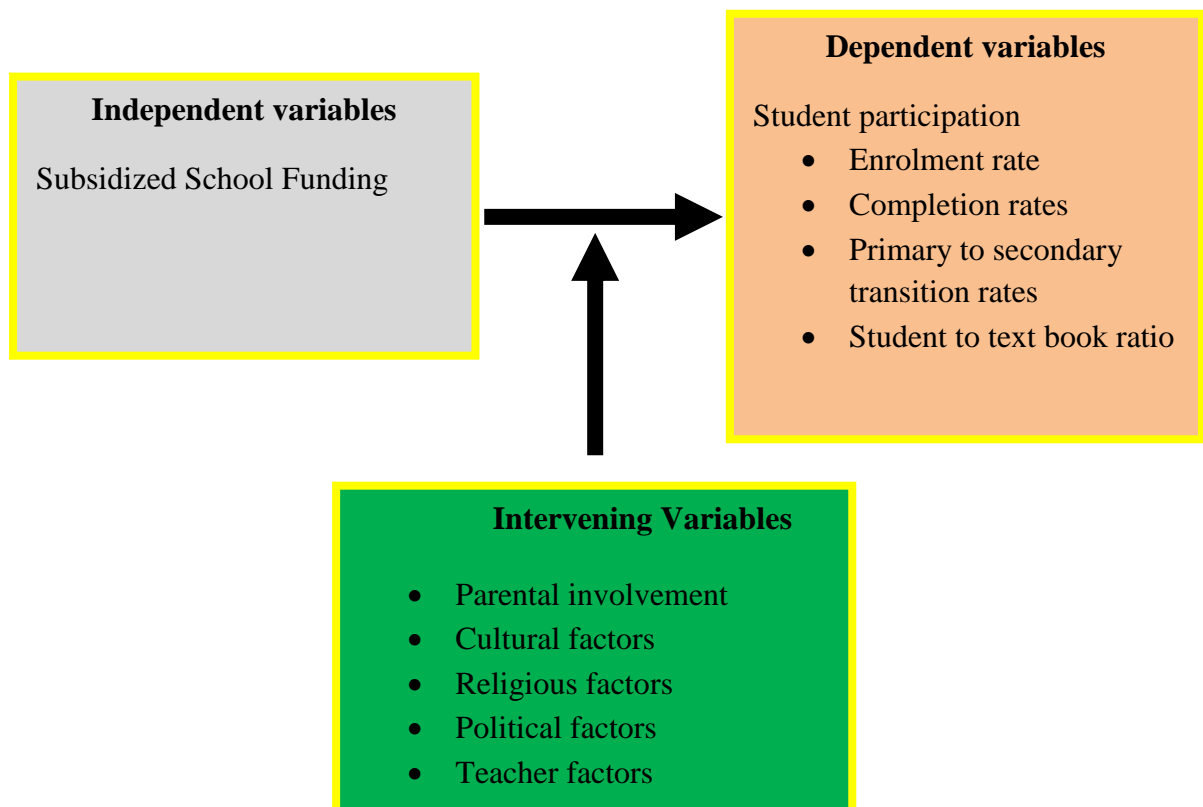 Independent variables
Subsidized School Funding
Dependent variables
Student participation
• Enrolment rate
• Completion rates
• Primary to secondary
transition rates
• Student to text book ratio
Intervening Variables
• Parental involvement
• Cultural factors
• Religious factors
• Political factors
• Teacher factors